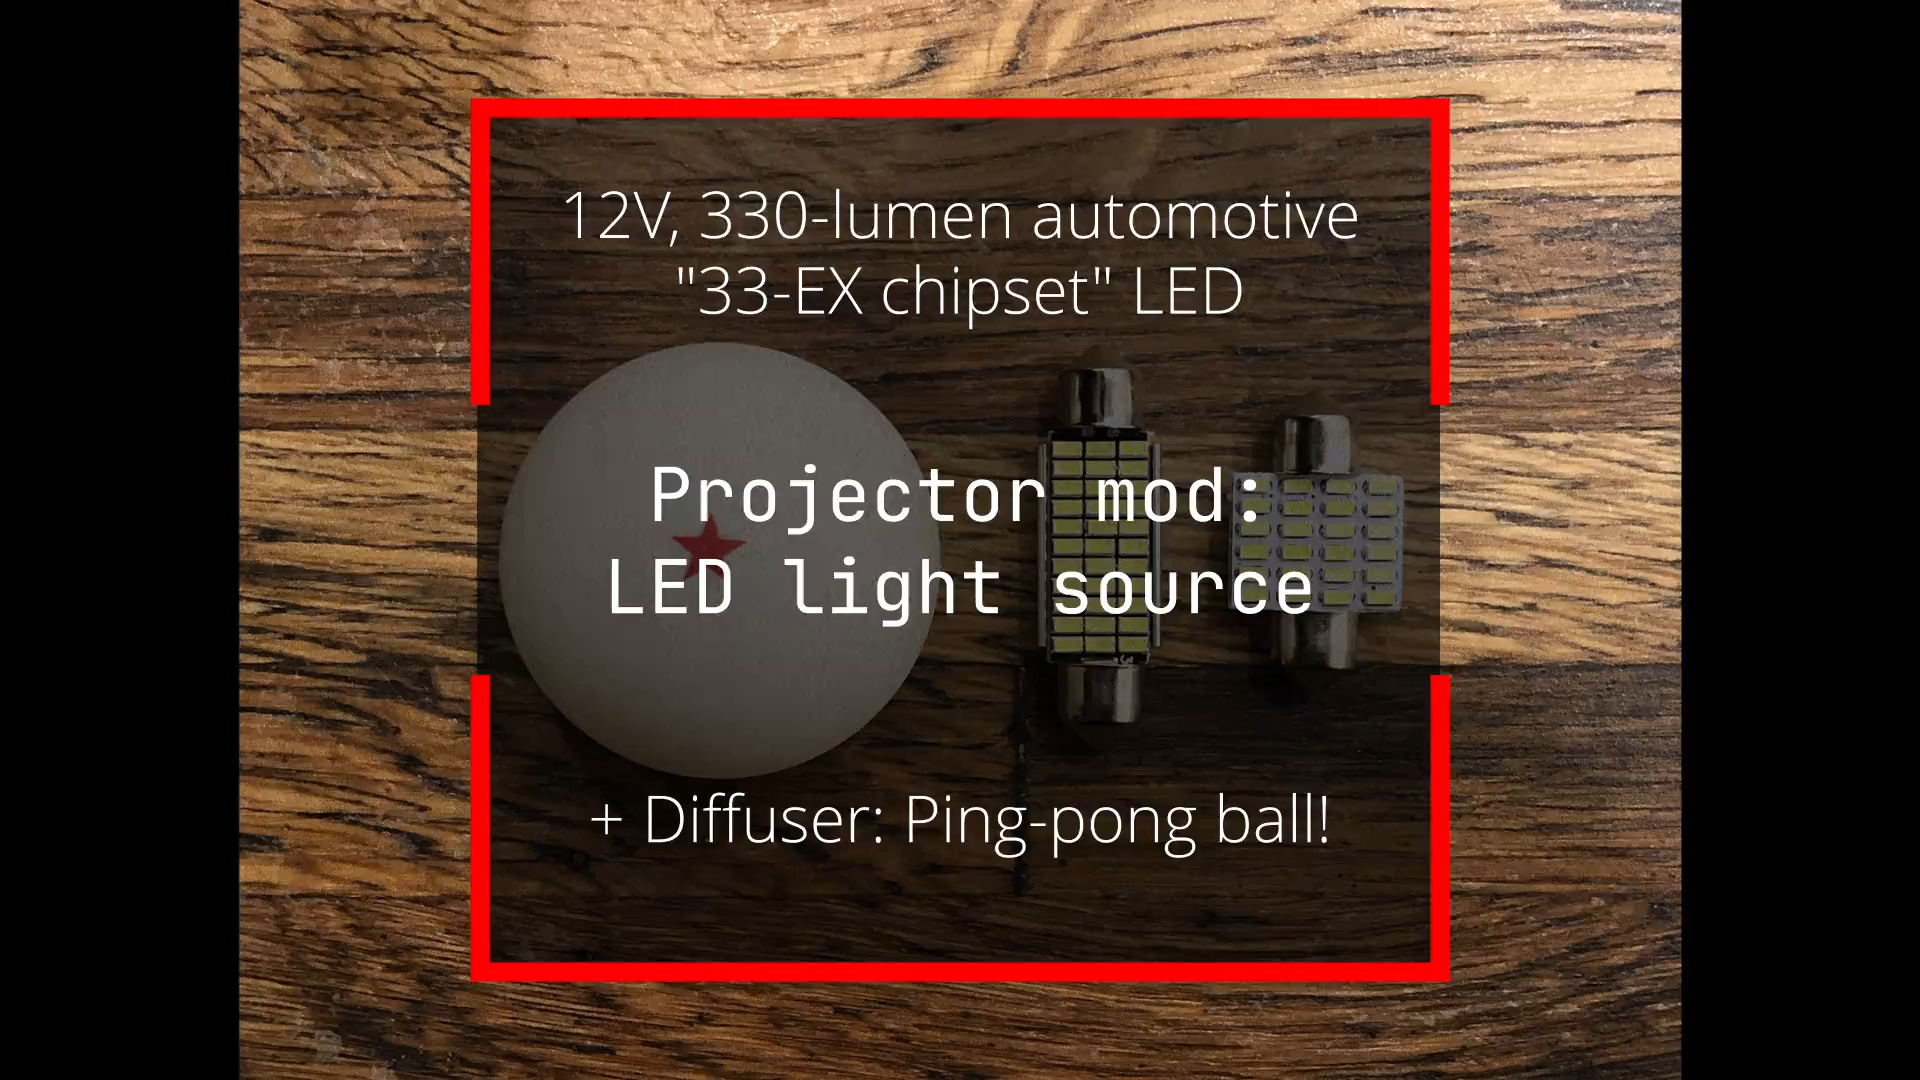 12V, 330-lumen automotive
"33-EX chipset" LED
Projector mod:
LED light source
+ Diffuser: Ping-pong ball!